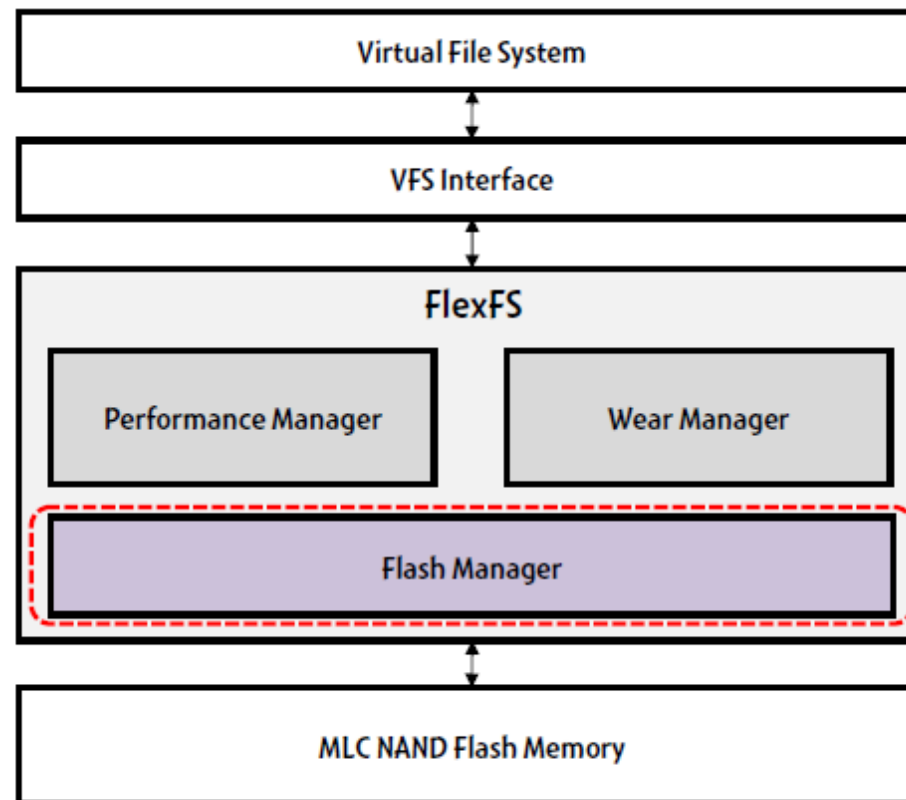 Virtual File System
VFS Interface
FlexFS
Performance Manager
Wear Manager
Flash Manager
MLC NAND Flash Memory